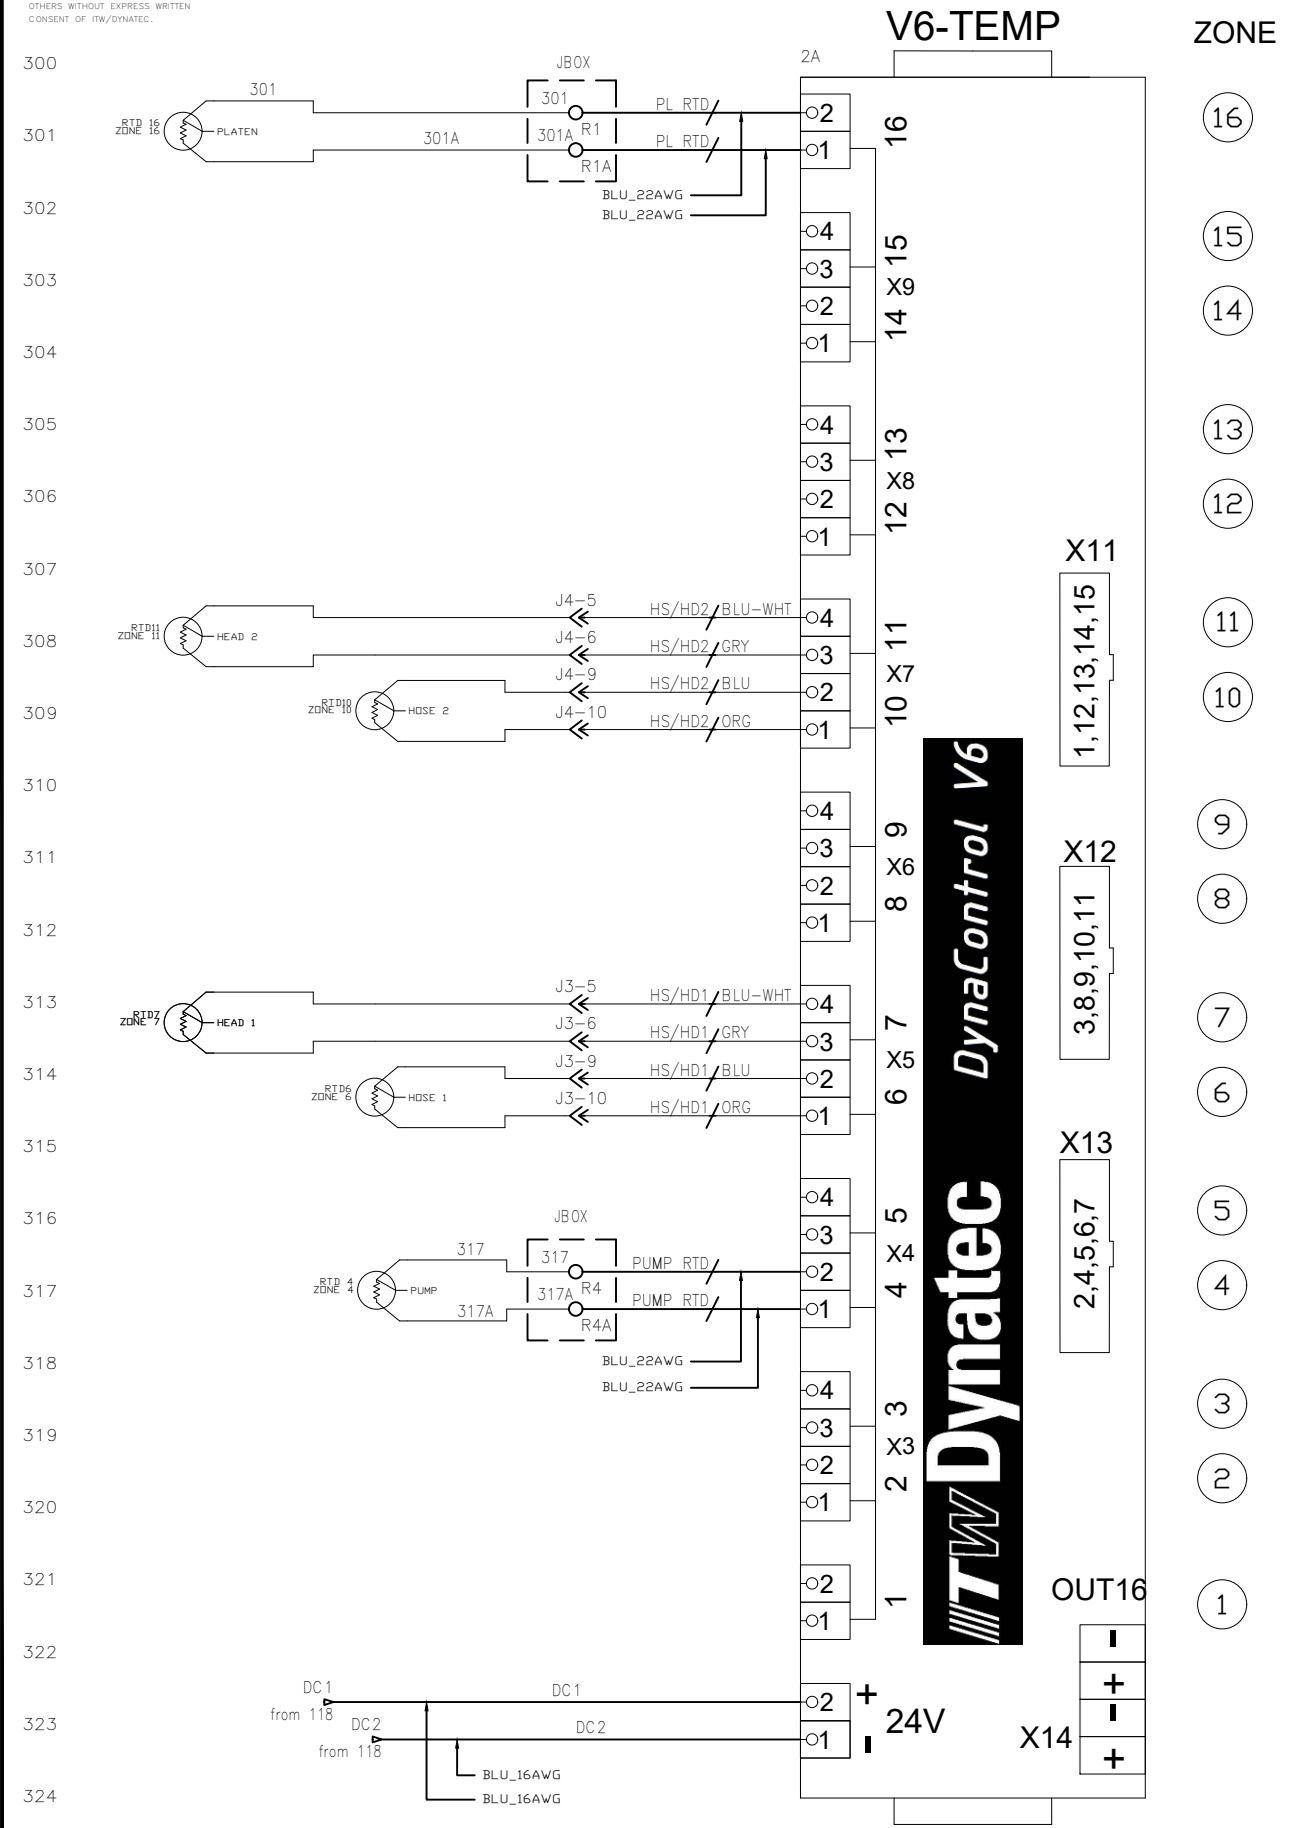 OTHERS WITHOUT EXPRESS WRITTEN
CONSENT OF ITW/DYNATEC.
V6-TEMP
ZONE
300
JBOX
2A
301
301
PL RTD
2
16
16
RTD 16
ZONE 16
PLATEN
R1
301
301A
301A
PL RTD
1
R1A
BLU_22AWG
302
BLU_22AWG
4
15
15
303
3
X9
2
14
14
304
1
305
4
13
13
3
X8
306
2
12
12
1
X11
307
1,12,13,14,15
J4-5
HS/HD2
BLU-WHT
4
11
11
RTD11
ZONE 11
HEAD 2
308
J4-6
HS/HD2
GRY
3
X7
J4-9
HS/HD2
BLU
2
10
10
RTD10
ZONE 10
HOSE 2
309
J4-10
HS/HD2
ORG
1
DynaControl V6
310
4
9
9
311
3
X12
X6
2
8
8
3,8,9,10,11
312
1
J3-5
HS/HD1
BLU-WHT
313
4
7
7
RTD7
ZONE 7
HEAD 1
J3-6
HS/HD1
GRY
3
X5
314
J3-9
HS/HD1
BLU
2
6
6
RTD6
ZONE 6
HOSE 1
J3-10
HS/HD1
ORG
1
315
X13
2,4,5,6,7
ITW Dynatec
4
5
5
316
JBOX
3
317
317
PUMP RTD
2
X4
4
4
RTD 4
ZONE 4
PUMP
R4
317
317A
317A
PUMP RTD
1
R4A
318
BLU_22AWG
BLU_22AWG
4
3
3
319
3
X3
2
2
2
320
1
321
2
1
1
OUT16
1
322
-
+
-
+
X14
DC1
from 118
DC1
2
+
24V
323
DC2
from 118
DC2
1
-
BLU_16AWG
324
BLU_16AWG